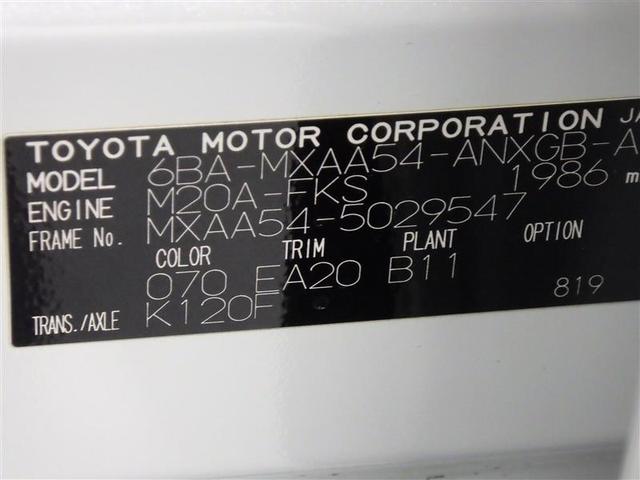 TOYOTA MOTOR CORPORATION JA
MODEL 6BA-MXAA54-ANXGB-A
ENGINE M20A-FKS 1986 m
FRAME No. MXAA54-5029547
COLOR TRIM PLANT OPTION
070 EA20 B11
TRANS./AXLE K120F 819